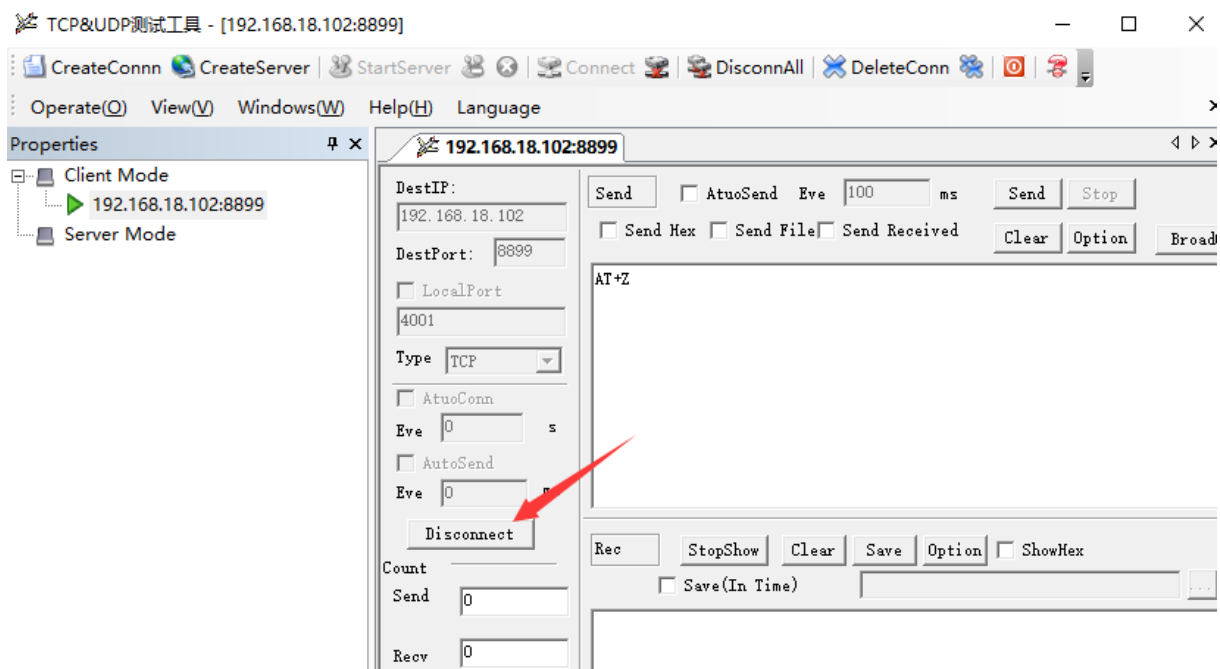 TCP&UDP测试工具 - [192.168.18.102:8899]
CreateConnn CreateServer StartServer Connect DisconnAll DeleteConn
Operate(O) View(V) Windows(W) Help(H) Language
Properties
Client Mode
192.168.18.102:8899
Server Mode
192.168.18.102:8899
DestIP:
192.168.18.102
DestPort: 8899
LocalPort
4001
Type TCP
AtuoConn
Eve 0 s
AutoSend
Eve 0
Disconnect
Count
Send 0
Recv 0
Send AtuoSend Eve 100 ms Send Stop
Send Hex Send File Send Received Clear Option
AT+Z
Rec StopShow Clear Save Option ShowHex
Save(In Time) ...